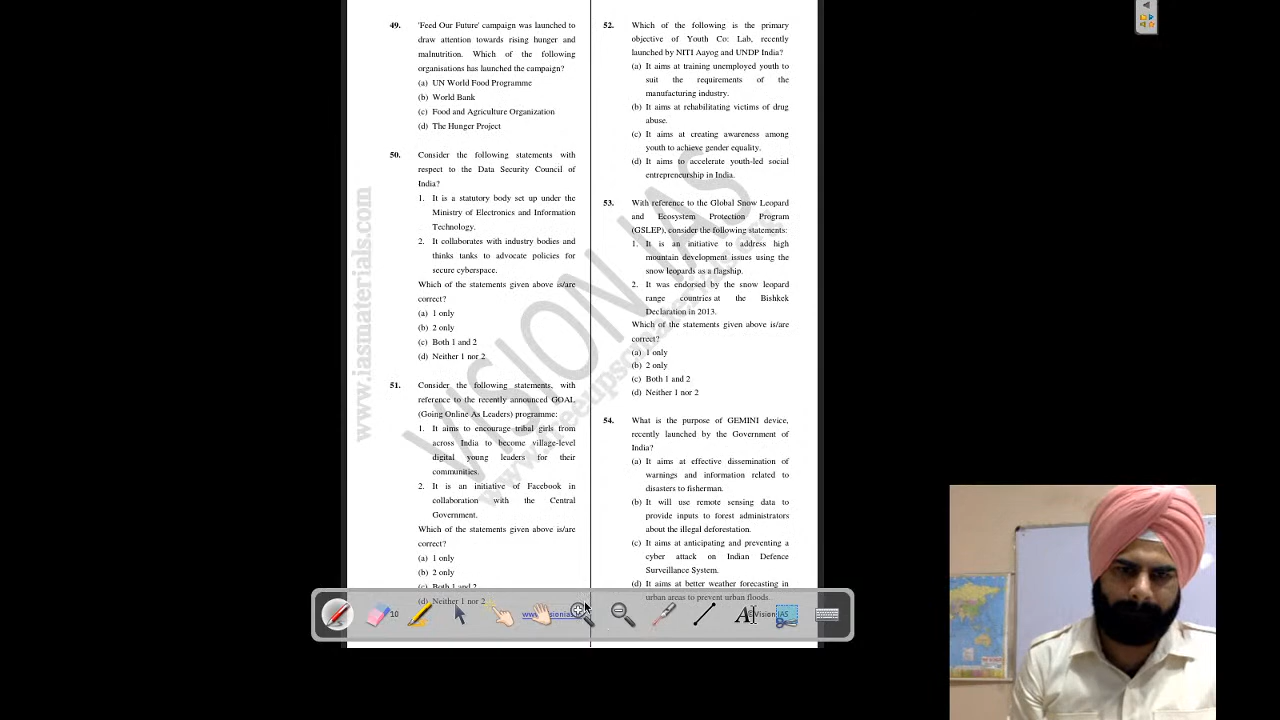 49. 'Feed Our Future' campaign was launched to
draw attention towards rising hunger and
malnutrition. Which of the following
organisations has launched the campaign?
(a) UN World Food Programme
(b) World Bank
(c) Food and Agriculture Organization
(d) The Hunger Project
50. Consider the following statements with
respect to the Data Security Council of
India?
1. It is a statutory body set up under the
Ministry of Electronics and Information
Technology.
2. It collaborates with industry bodies and
thinks tanks to advocate policies for
secure cyberspace.
Which of the statements given above is/are
correct?
(a) 1 only
(b) 2 only
(c) Both 1 and 2
(d) Neither 1 nor 2
51. Consider the following statements, with
reference to the recently announced GOAL
(Going Online As Leaders) programme:
1. It aims to encourage tribal girls from
across India to become village-level
digital young leaders for their
communities.
2. It is an initiative of Facebook in
collaboration with the Central
Government.
Which of the statements given above is/are
correct?
(a) 1 only
(b) 2 only
(c) Both 1 and 2
(d) Neither 1 nor 2
10
52. Which of the following is the primary
objective of Youth Co: Lab, recently
launched by NITI Aayog and UNDP India?
(a) It aims at training unemployed youth to
suit the requirements of the
manufacturing industry.
(b) It aims at rehabilitating victims of drug
abuse.
(c) It aims at creating awareness among
youth to achieve gender equality.
(d) It aims to accelerate youth-led social
entrepreneurship in India.
53. With reference to the Global Snow Leopard
and Ecosystem Protection Program
(GSLEP), consider the following statements:
1. It is an initiative to address high
mountain development issues using the
snow leopards as a flagship.
2. It was endorsed by the snow leopard
range countries at the Bishkek
Declaration in 2013.
Which of the statements given above is/are
correct?
(a) 1 only
(b) 2 only
(c) Both 1 and 2
(d) Neither 1 nor 2
54. What is the purpose of GEMINI device,
recently launched by the Government of
India?
(a) It aims at effective dissemination of
warnings and information related to
disasters to fisherman.
(b) It will use remote sensing data to
provide inputs to forest administrators
about the illegal deforestation.
(c) It aims at anticipating and preventing a
cyber attack on Indian Defence
Surveillance System.
(d) It aims at better weather forecasting in
urban areas to prevent urban floods.
www.iasmaterials.com
VISION IAS